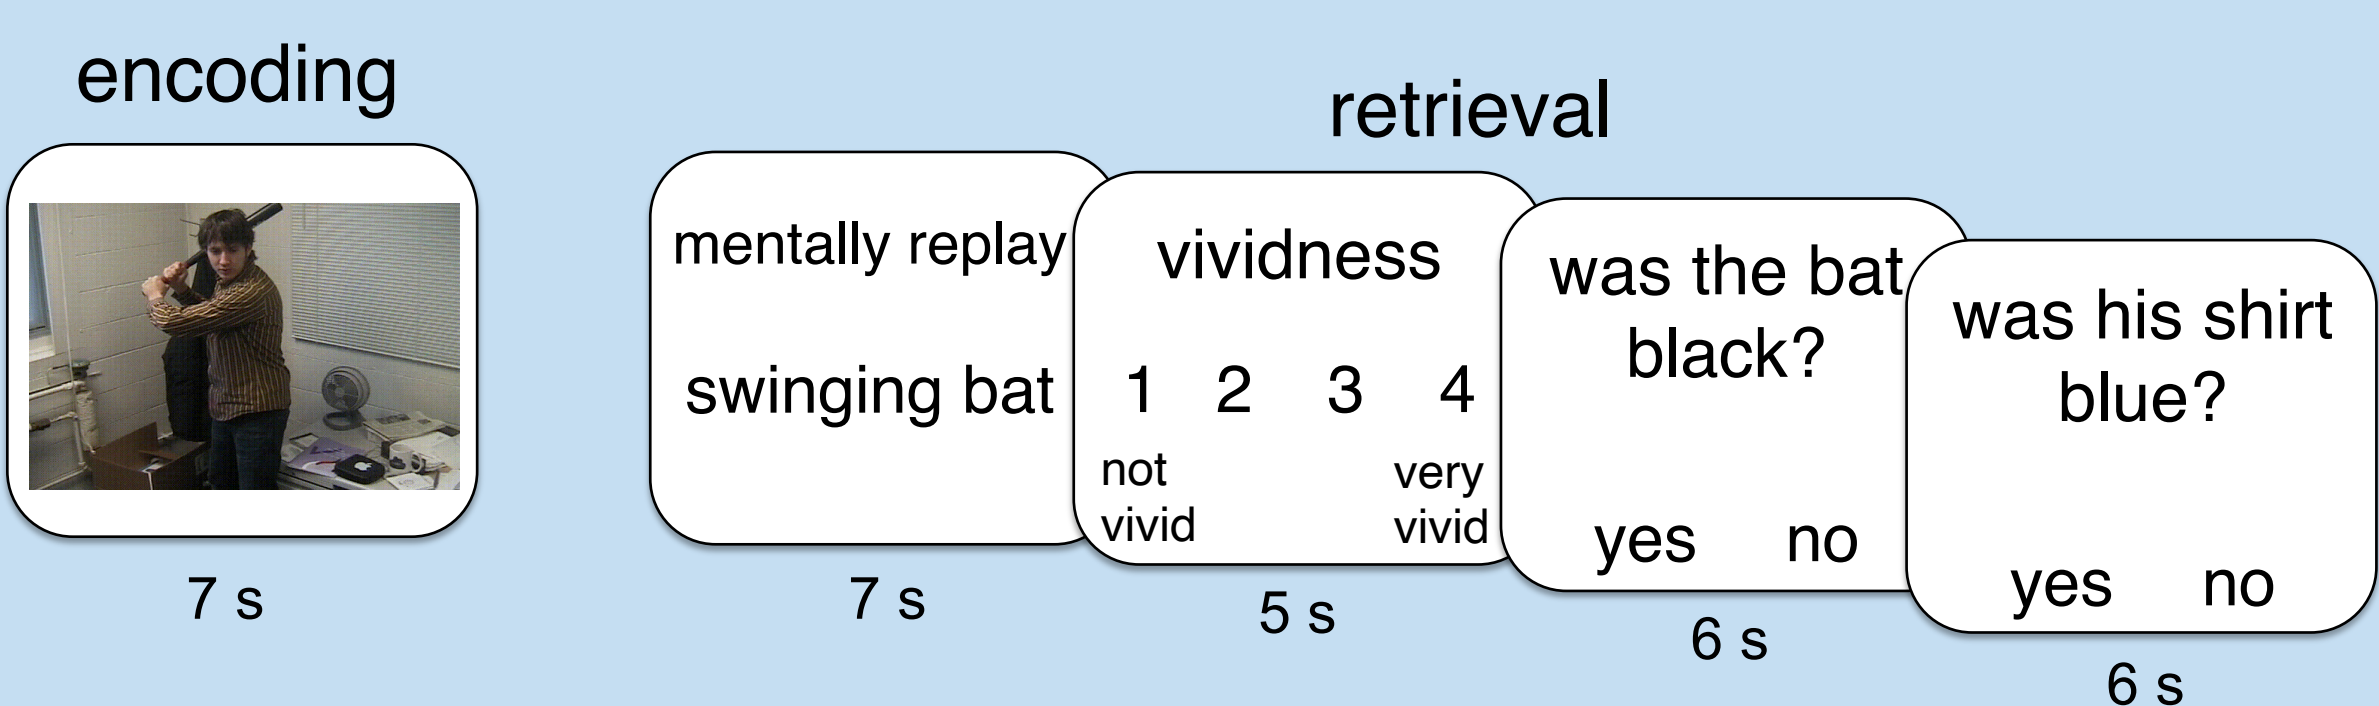 encoding
7 s
retrieval
mentally replay
swinging bat
7 s
vividness
1 2 3 4
not vivid
very vivid
5 s
was the bat
black?
yes no
6 s
was his shirt
blue?
yes no
6 s